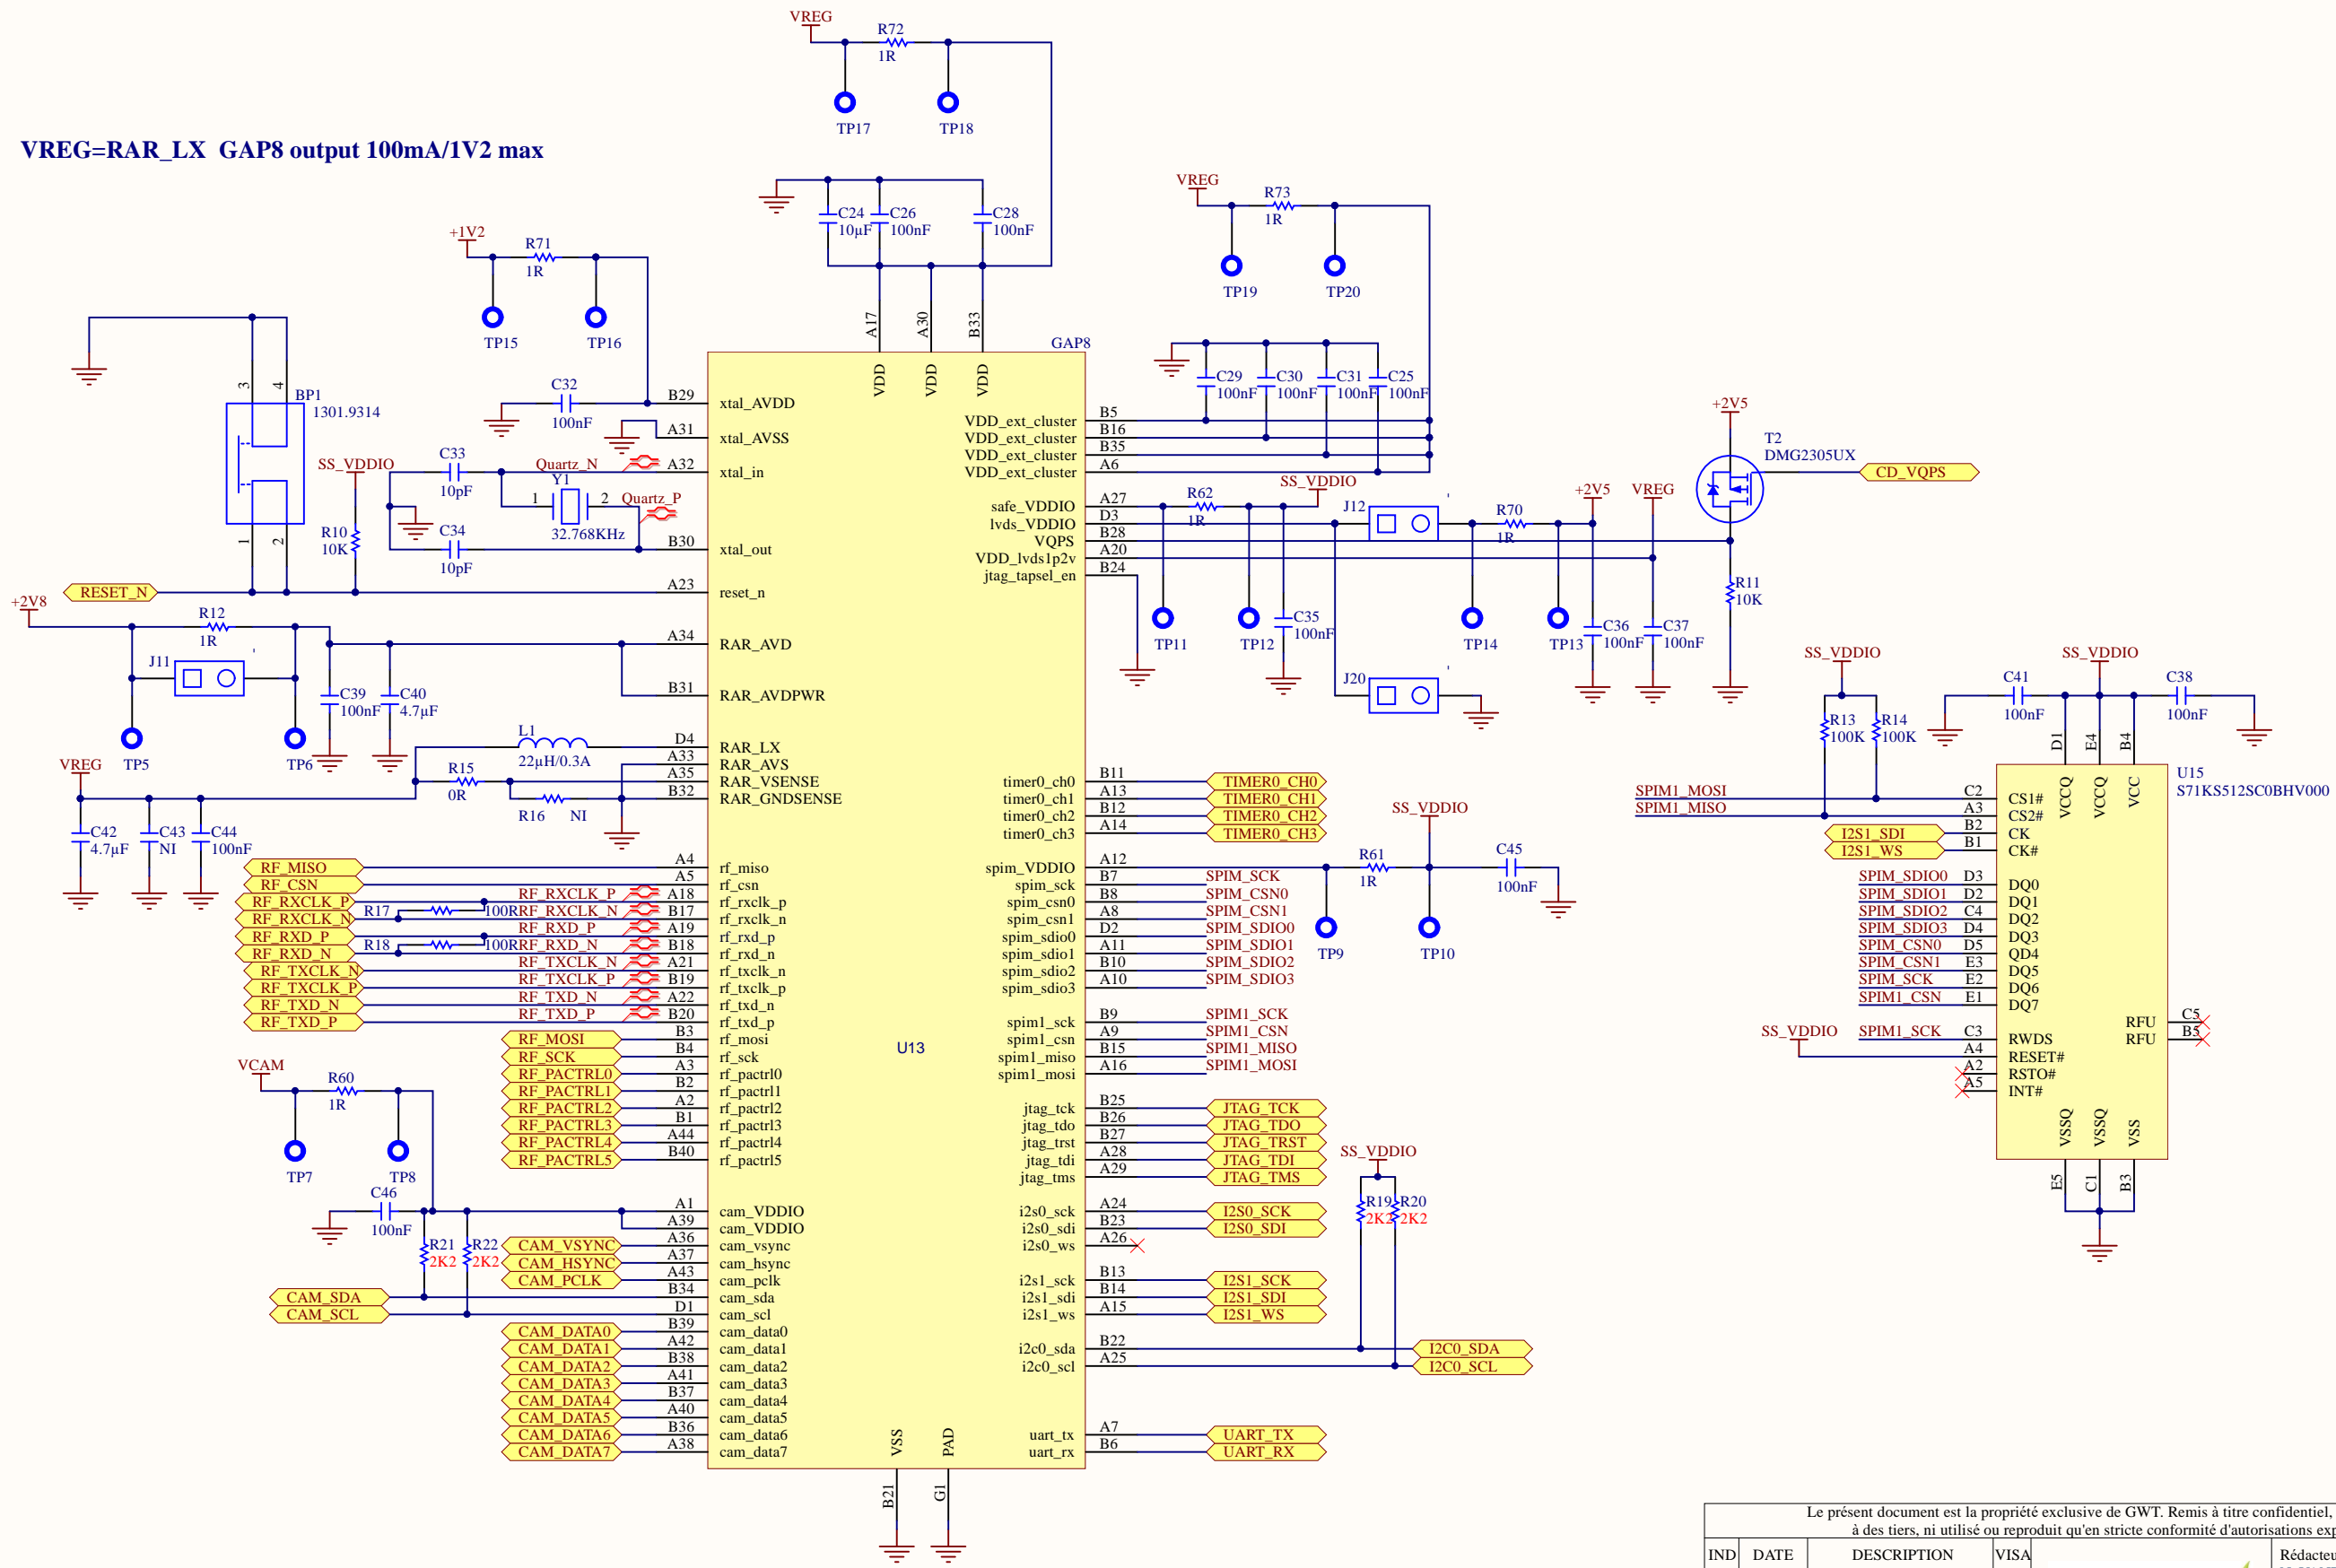 VREG=RAR_LX GAP8 output 100mA/1V2 max
VREG
R72
1R
TP17
TP18
C24
10µF
C26
100nF
C28
100nF
A17
A30
B33
VDD
VDD
VDD
VREG
R73
1R
TP19
TP20
C29
100nF
C30
100nF
C31
100nF
C25
100nF
+1V2
R71
1R
TP15
TP16
C32
100nF
3
4
BP1
1301.9314
1
2
SS_VDDIO
R10
10K
C33
10pF
C34
10pF
Quartz_N
Y1
1
2
Quartz_P
32.768KHz
RESET_N
+2V8
R12
1R
J11
'
TP5
TP6
C39
100nF
C40
4.7µF
L1
22µH/0.3A
VREG
R15
0R
R16
NI
C42
4.7µF
C43
NI
C44
100nF
GAP8
U13
B29 xtal_AVDD
A31 xtal_AVSS
A32 xtal_in
B30 xtal_out
A23 reset_n
A34 RAR_AVD
B31 RAR_AVDPWR
D4 RAR_LX
A33 RAR_AVS
A35 RAR_VSENSE
B32 RAR_GNDSENSE
RF_MISO A4 rf_miso
RF_CSN A5 rf_csn
RF_RXCLK_P RF_RXCLK_P A18 rf_rxclk_p
R17 100R
RF_RXCLK_N RF_RXCLK_N B17 rf_rxclk_n
RF_RXD_P RF_RXD_P A19 rf_rxd_p
R18 100R
RF_RXD_N RF_RXD_N B18 rf_rxd_n
RF_TXCLK_N RF_TXCLK_N A21 rf_txclk_n
RF_TXCLK_P RF_TXCLK_P B19 rf_txclk_p
RF_TXD_N RF_TXD_N A22 rf_txd_n
RF_TXD_P RF_TXD_P B20 rf_txd_p
RF_MOSI B3 rf_mosi
RF_SCK B4 rf_sck
RF_PACTRL0 A3 rf_pactrl0
RF_PACTRL1 B2 rf_pactrl1
RF_PACTRL2 A2 rf_pactrl2
RF_PACTRL3 B1 rf_pactrl3
RF_PACTRL4 A44 rf_pactrl4
RF_PACTRL5 B40 rf_pactrl5
VCAM
R60
1R
TP7
TP8
C46
100nF
R21
2K2
R22
2K2
A1 cam_VDDIO
A39 cam_VDDIO
CAM_VSYNC A36 cam_vsync
CAM_HSYNC A37 cam_hsync
CAM_PCLK A43 cam_pclk
CAM_SDA B34 cam_sda
CAM_SCL D1 cam_scl
CAM_DATA0 B39 cam_data0
CAM_DATA1 A42 cam_data1
CAM_DATA2 B38 cam_data2
CAM_DATA3 A41 cam_data3
CAM_DATA4 B37 cam_data4
CAM_DATA5 A40 cam_data5
CAM_DATA6 B36 cam_data6
CAM_DATA7 A38 cam_data7
VSS
PAD
B21
G1
VDD_ext_cluster B5
VDD_ext_cluster B16
VDD_ext_cluster B35
VDD_ext_cluster A6
safe_VDDIO A27
lvds_VDDIO D3
VQPS B28
VDD_lvds1p2v A20
jtag_tapsel_en B24
R62
1R
SS_VDDIO
J12
'
R70
1R
+2V5
VREG
TP11
TP12
C35
100nF
TP14
TP13
C36
100nF
C37
100nF
J20
'
+2V5
T2
DMG2305UX
CD_VQPS
R11
10K
timer0_ch0 B11 TIMER0_CH0
timer0_ch1 A13 TIMER0_CH1
timer0_ch2 B12 TIMER0_CH2
timer0_ch3 A14 TIMER0_CH3
spim_VDDIO A12
spim_sck B7 SPIM_SCK
spim_csn0 B8 SPIM_CSN0
spim_csn1 A8 SPIM_CSN1
spim_sdio0 D2 SPIM_SDIO0
spim_sdio1 A11 SPIM_SDIO1
spim_sdio2 B10 SPIM_SDIO2
spim_sdio3 A10 SPIM_SDIO3
SS_VDDIO
R61
1R
C45
100nF
TP9
TP10
spim1_sck B9 SPIM1_SCK
spim1_csn A9 SPIM1_CSN
spim1_miso B15 SPIM1_MISO
spim1_mosi A16 SPIM1_MOSI
jtag_tck B25 JTAG_TCK
jtag_tdo B26 JTAG_TDO
jtag_trst B27 JTAG_TRST
jtag_tdi A28 JTAG_TDI
jtag_tms A29 JTAG_TMS
SS_VDDIO
R19
2K2
R20
2K2
i2s0_sck A24 I2S0_SCK
i2s0_sdi B23 I2S0_SDI
i2s0_ws A26
i2s1_sck B13 I2S1_SCK
i2s1_sdi B14 I2S1_SDI
i2s1_ws A15 I2S1_WS
i2c0_sda B22 I2C0_SDA
i2c0_scl A25 I2C0_SCL
uart_tx A7 UART_TX
uart_rx B6 UART_RX
SS_VDDIO
R13
100K
R14
100K
C41
100nF
SS_VDDIO
C38
100nF
D1
E4
B4
VCCQ
VCCQ
VCC
U15
S71KS512SC0BHV000
SPIM1_MOSI C2 CS1#
SPIM1_MISO A3 CS2#
I2S1_SDI B2 CK
I2S1_WS B1 CK#
SPIM_SDIO0 D3 DQ0
SPIM_SDIO1 D2 DQ1
SPIM_SDIO2 C4 DQ2
SPIM_SDIO3 D4 DQ3
SPIM_CSN0 D5 QD4
SPIM_CSN1 E3 DQ5
SPIM_SCK E2 DQ6
SPIM1_CSN E1 DQ7
RFU C5
RFU B5
SS_VDDIO
SPIM1_SCK C3 RWDS
A4 RESET#
A2 RSTO#
A5 INT#
VSSQ
VSSQ
VSS
E5
C1
B3
Le présent document est la propriété exclusive de GWT. Remis à titre confidentiel,
à des tiers, ni utilisé ou reproduit qu'en stricte conformité d'autorisations
IND DATE DESCRIPTION VISA